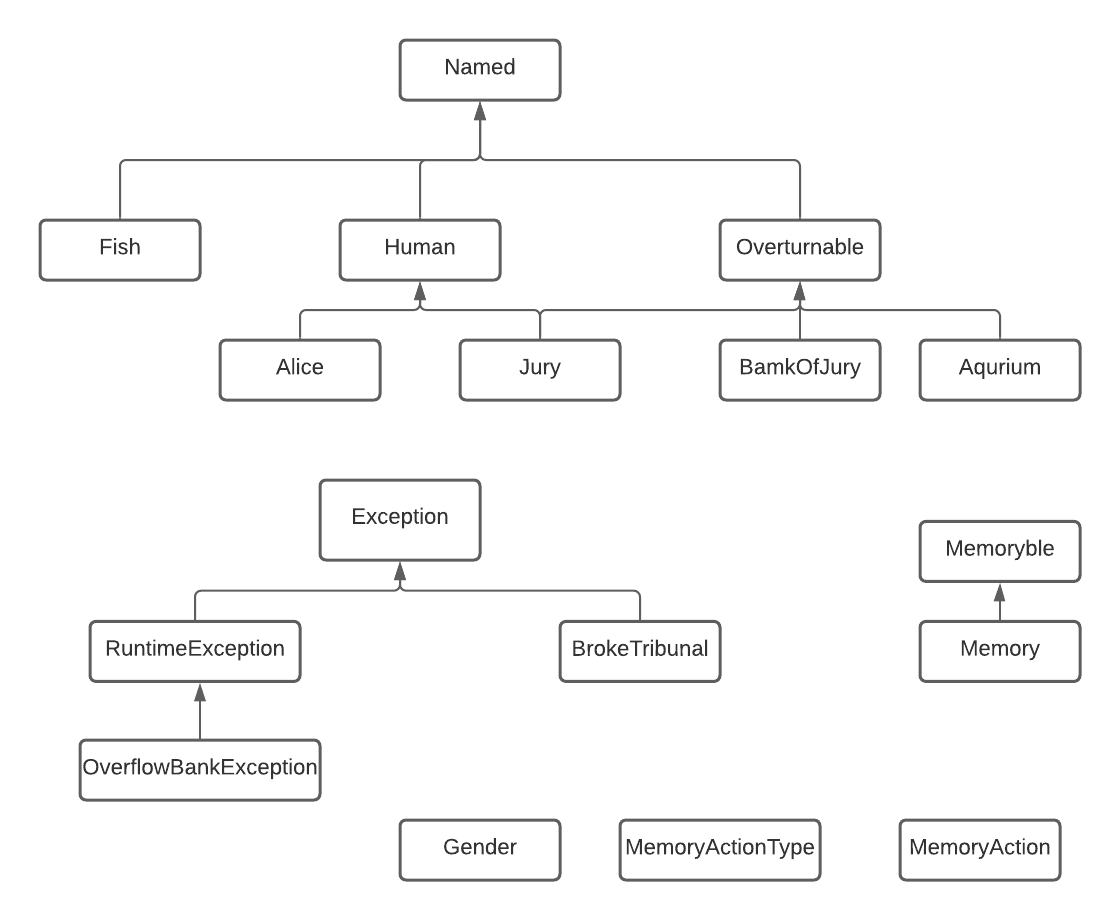 Named
Fish
Human
Overturnable
Alice
Jury
BamkOfJury
Aqurium
Exception
Memoryble
RuntimeException
BrokeTribunal
Memory
OverflowBankException
Gender
MemoryActionType
MemoryAction